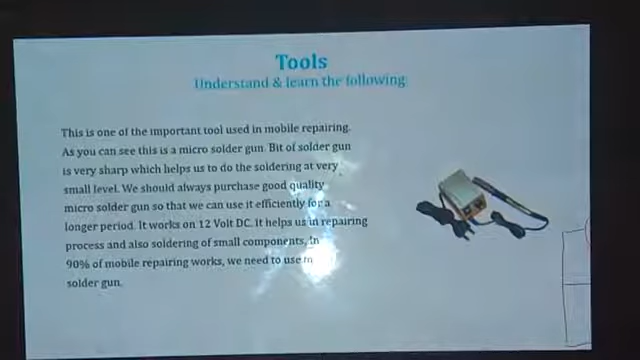 Tools
Understand & learn the following
This is one of the important tool used in mobile repairing.
As you can see this is a micro solder gun. Bit of solder gun
is very sharp which helps us to do the soldering at very
small level. We should always purchase good quality
micro solder gun so that we can use it efficiently for a
longer period. It works on 12 Volt DC. It helps us in repairing
process and also soldering of small components. In
90% of mobile repairing works, we need to use
solder gun.